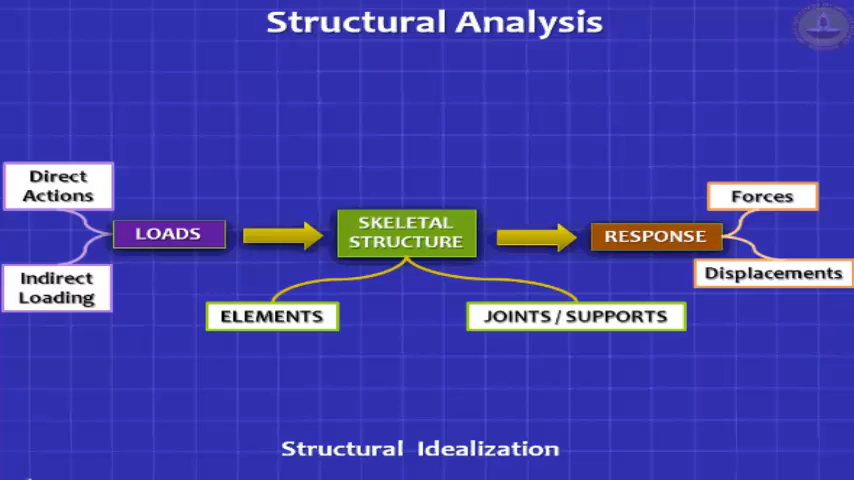 Structural Analysis
Direct
Actions
LOADS
Indirect
Loading
SKELETAL
STRUCTURE
ELEMENTS
JOINTS / SUPPORTS
RESPONSE
Forces
Displacements
Structural Idealization